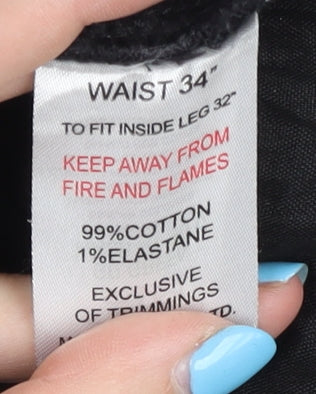 WAIST 34"
TO FIT INSIDE LEG 32"
KEEP AWAY FROM
FIRE AND FLAMES
99%COTTON
1%ELASTANE
EXCLUSIVE
OF TRIMMINGS